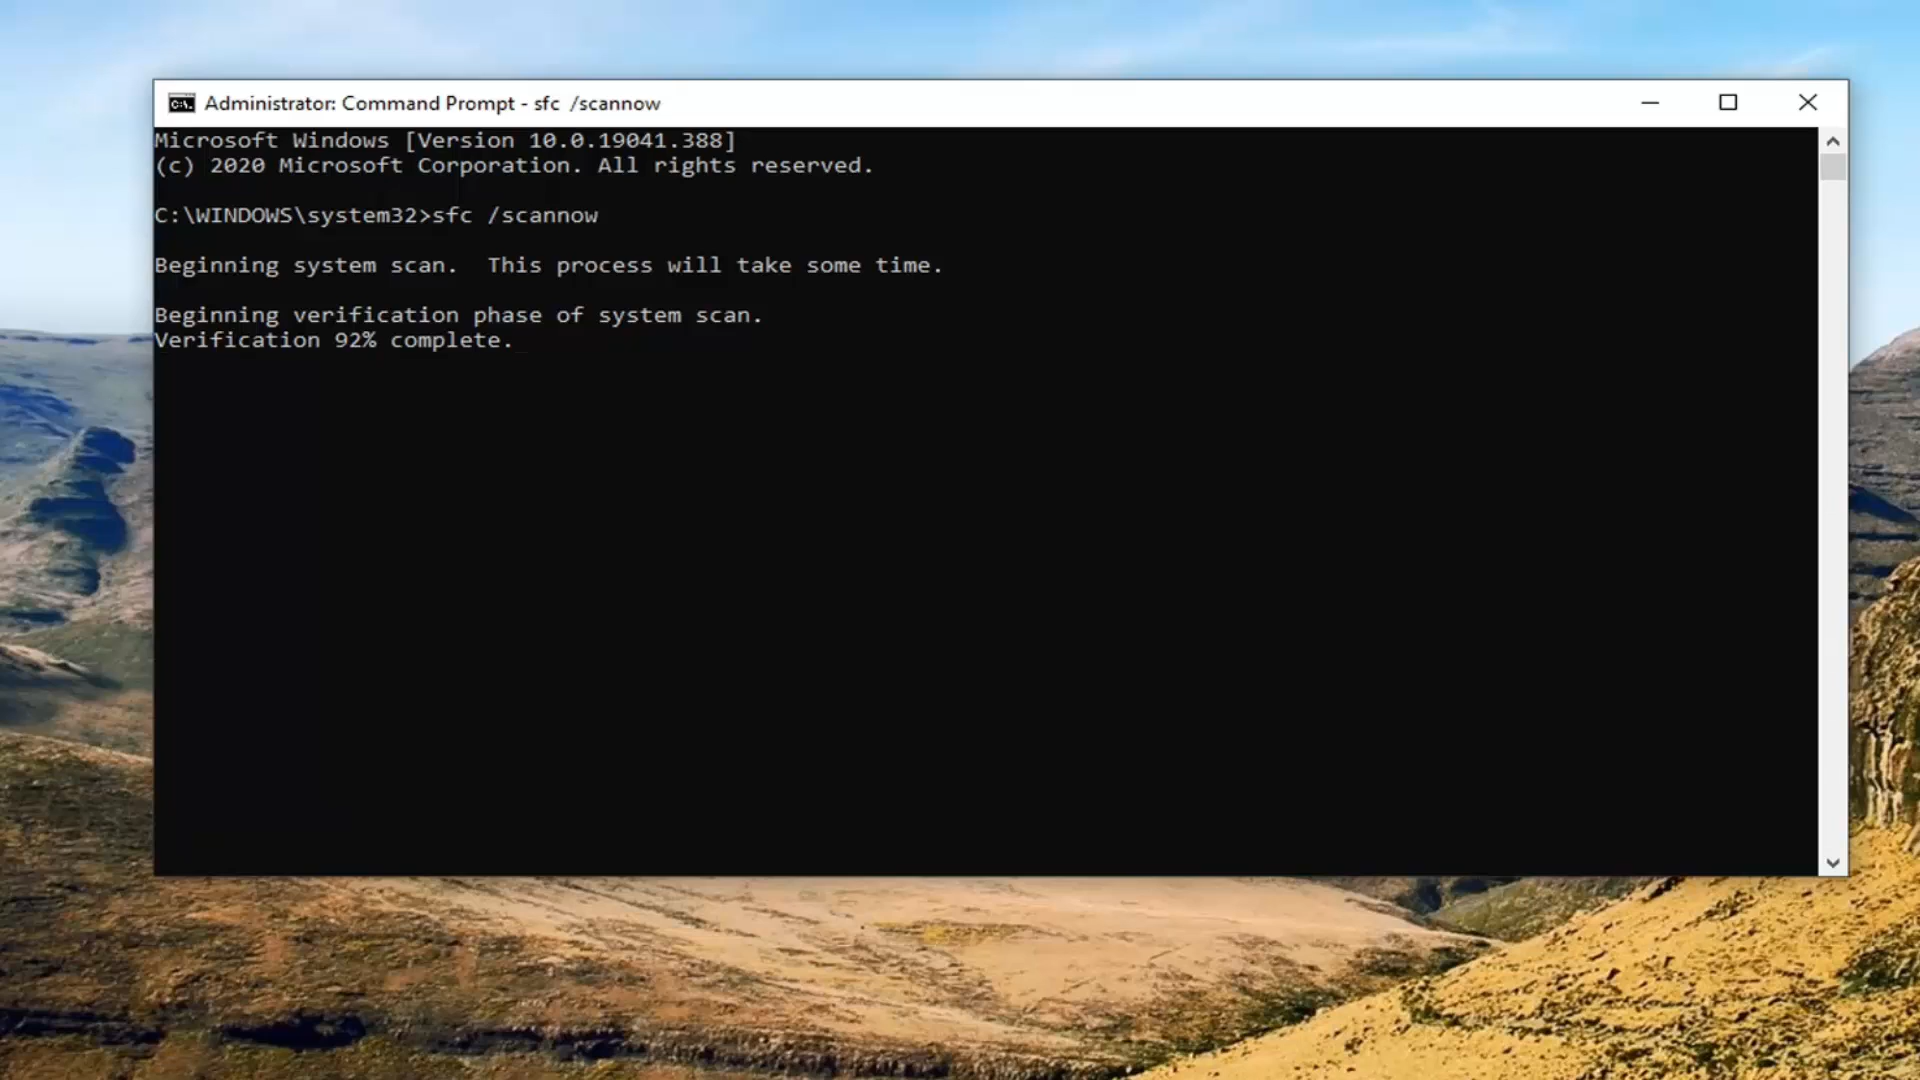 Administrator: Command Prompt - sfc  /scannow
Microsoft Windows [Version 10.0.19041.388]
(c) 2020 Microsoft Corporation. All rights reserved.
C:\WINDOWS\system32>sfc /scannow
Beginning system scan.  This process will take some time.
Beginning verification phase of system scan.
Verification 92% complete.